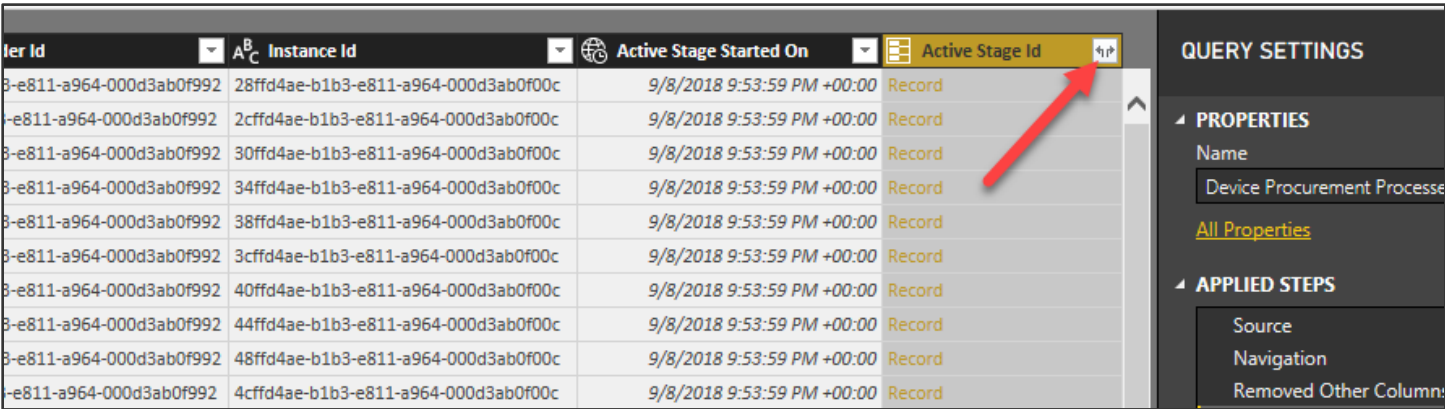 der Id ABC Instance Id Active Stage Started On Active Stage Id
3-e811-a964-000d3ab0f992 28ffd4ae-b1b3-e811-a964-000d3ab0f00c 9/8/2018 9:53:59 PM +00:00 Record
-e811-a964-000d3ab0f992 2cffd4ae-b1b3-e811-a964-000d3ab0f00c 9/8/2018 9:53:59 PM +00:00 Record
3-e811-a964-000d3ab0f992 30ffd4ae-b1b3-e811-a964-000d3ab0f00c 9/8/2018 9:53:59 PM +00:00 Record
3-e811-a964-000d3ab0f992 34ffd4ae-b1b3-e811-a964-000d3ab0f00c 9/8/2018 9:53:59 PM +00:00 Record
3-e811-a964-000d3ab0f992 38ffd4ae-b1b3-e811-a964-000d3ab0f00c 9/8/2018 9:53:59 PM +00:00 Record
3-e811-a964-000d3ab0f992 3cffd4ae-b1b3-e811-a964-000d3ab0f00c 9/8/2018 9:53:59 PM +00:00 Record
3-e811-a964-000d3ab0f992 40ffd4ae-b1b3-e811-a964-000d3ab0f00c 9/8/2018 9:53:59 PM +00:00 Record
3-e811-a964-000d3ab0f992 44ffd4ae-b1b3-e811-a964-000d3ab0f00c 9/8/2018 9:53:59 PM +00:00 Record
3-e811-a964-000d3ab0f992 48ffd4ae-b1b3-e811-a964-000d3ab0f00c 9/8/2018 9:53:59 PM +00:00 Record
-e811-a964-000d3ab0f992 4cffd4ae-b1b3-e811-a964-000d3ab0f00c 9/8/2018 9:53:59 PM +00:00 Record
QUERY SETTINGS
PROPERTIES
Name
Device Procurement Processe
All Properties
APPLIED STEPS
Source
Navigation
Removed Other Columns